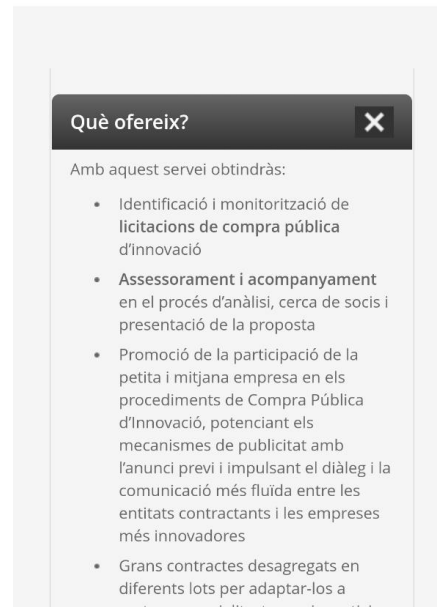 Què ofereix?
Amb aquest servei obtindràs:
• Identificació i monitorització de
licitacions de compra pública
d’innovació
• Assessorament i acompanyament
en el procés d’anàlisi, cerca de socis i
presentació de la proposta
• Promoció de la participació de la
petita i mitjana empresa en els
procediments de Compra Pública
d’Innovació, potenciant els
mecanismes de publicitat amb
l’anunci previ i impulsant el diàleg i la
comunicació més fluïda entre les
entitats contractants i les empreses
més innovadores
• Grans contractes desagregats en
diferents lots per adaptar-los a